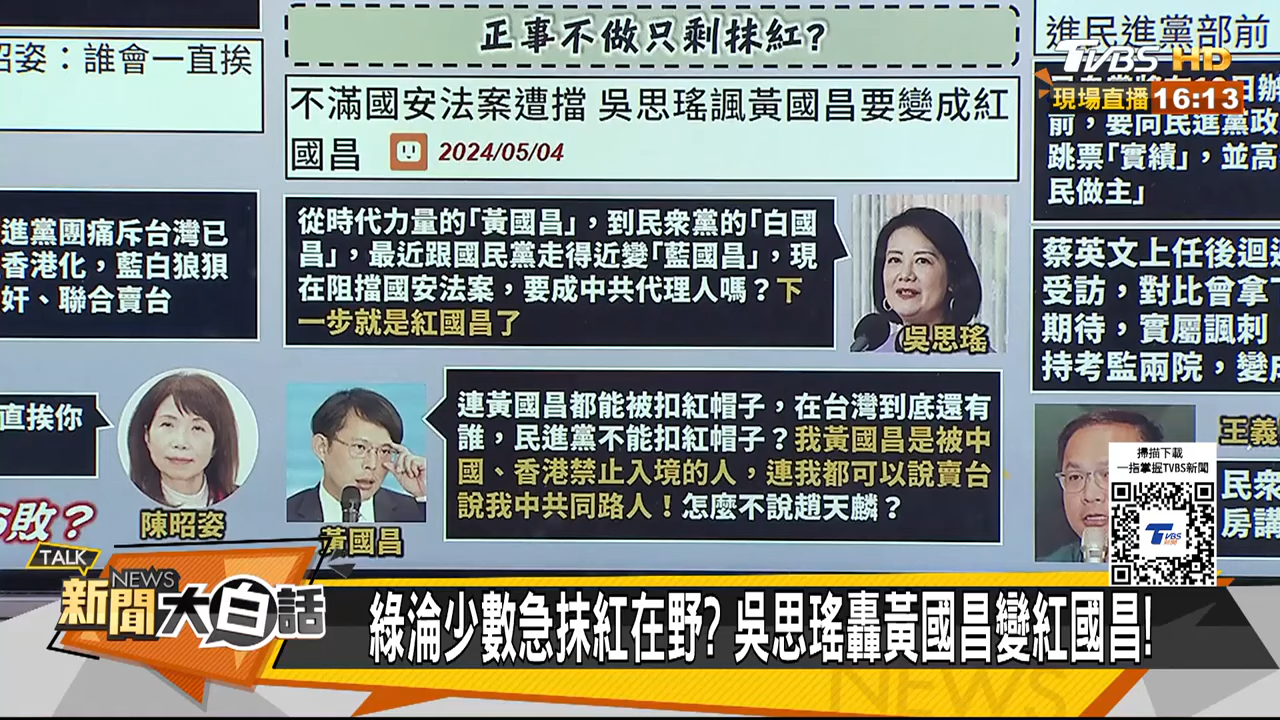 正事不做只剩抹紅?
昭姿：誰會一直挨
不滿國安法案遭擋 吳思瑤諷黃國昌要變成紅
國昌
2024/05/04
進民進黨部前
TVBS HD
現場直播 16:13
前，要向民進黨政
跳票「實績」，並高
民做主」
進黨團痛斥台灣已
香港化，藍白狼狽
奸、聯合賣台
從時代力量的「黃國昌」，到民眾黨的「白國
昌」，最近跟國民黨走得近變「藍國昌」，現
在阻擋國安法案，要成中共代理人嗎？下
一步就是紅國昌了
吳思瑤
蔡英文上任後迴
受訪，對比曾拿
期待，實屬諷刺
持考監兩院，變
直挨你
陳昭姿
敗？
黃國昌
連黃國昌都能被扣紅帽子，在台灣到底還有
誰，民進黨不能扣紅帽子？我黃國昌是被中
國、香港禁止入境的人，連我都可以說賣台
說我中共同路人！怎麼不說趙天麟？
王義
民眾
房講
掃描下載
一指掌握TVBS新聞
TVBS
新聞
TALK
NEWS
新聞大白話
綠淪少數急抹紅在野? 吳思瑤轟黃國昌變紅國昌!
NEWS